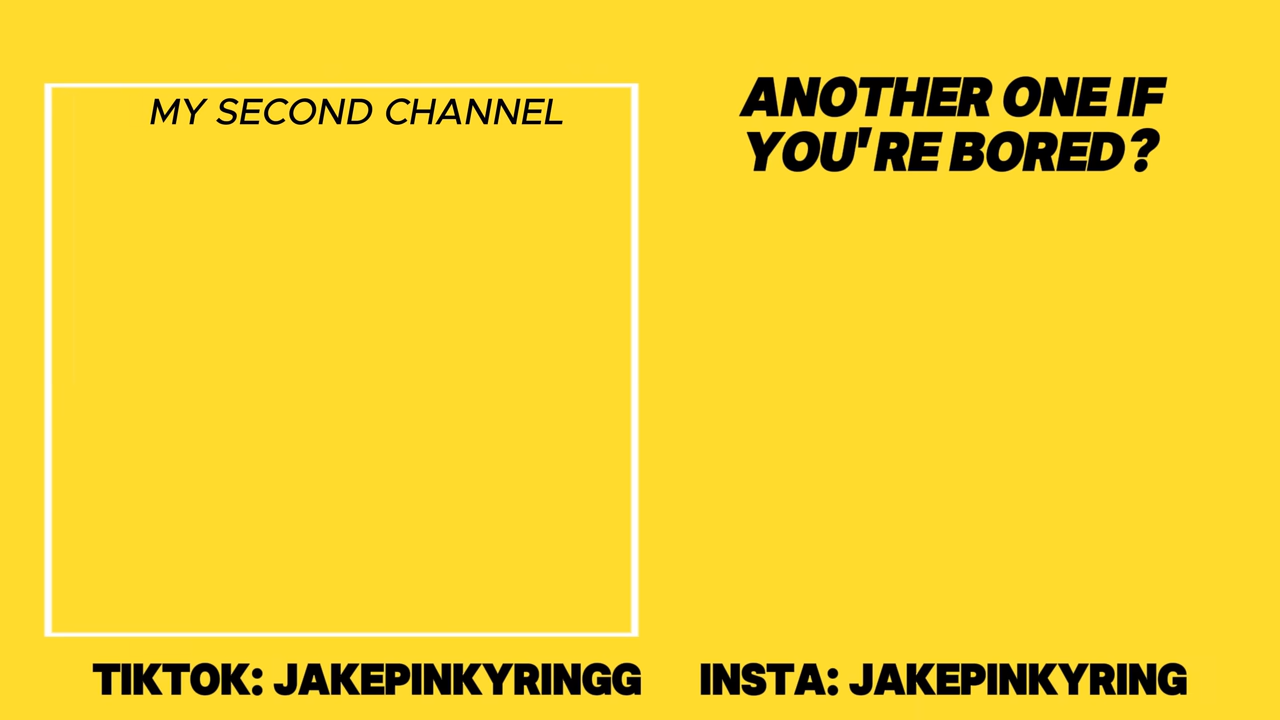 MY SECOND CHANNEL
ANOTHER ONE IF
YOU'RE BORED?
TIKTOK: JAKEPINKYRINGG
INSTA: JAKEPINKYRING